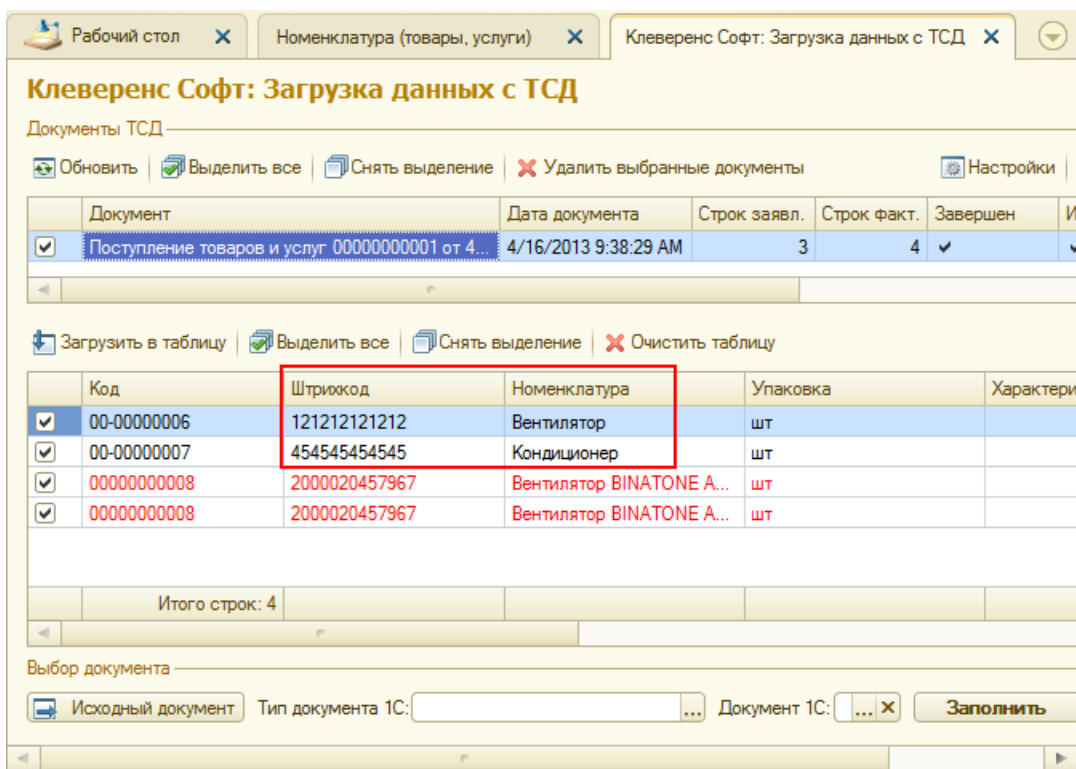 Рабочий стол Номенклатура (товары, услуги) Клеверенс Софт: Загрузка данных с ТСД
Клеверенс Софт: Загрузка данных с ТСД
Документы ТСД
Обновить Выделить все Снять выделение Удалить выбранные документы Настройки
Документ Дата документа Строк заявл. Строк факт. Завершен И
Поступление товаров и услуг 00000000001 от 4... 4/16/2013 9:38:29 AM 3 4
Загрузить в таблицу Выделить все Снять выделение Очистить таблицу
Код Штрихкод Номенклатура Упаковка Характери
00-00000006 121212121212 Вентилятор шт
00-00000007 454545454545 Кондиционер шт
00000000008 2000020457967 Вентилятор BINATONE A... шт
00000000008 2000020457967 Вентилятор BINATONE A... шт
Итого строк: 4
Выбор документа
Исходный документ Тип документа 1С: ... Документ 1С: ... Заполнить